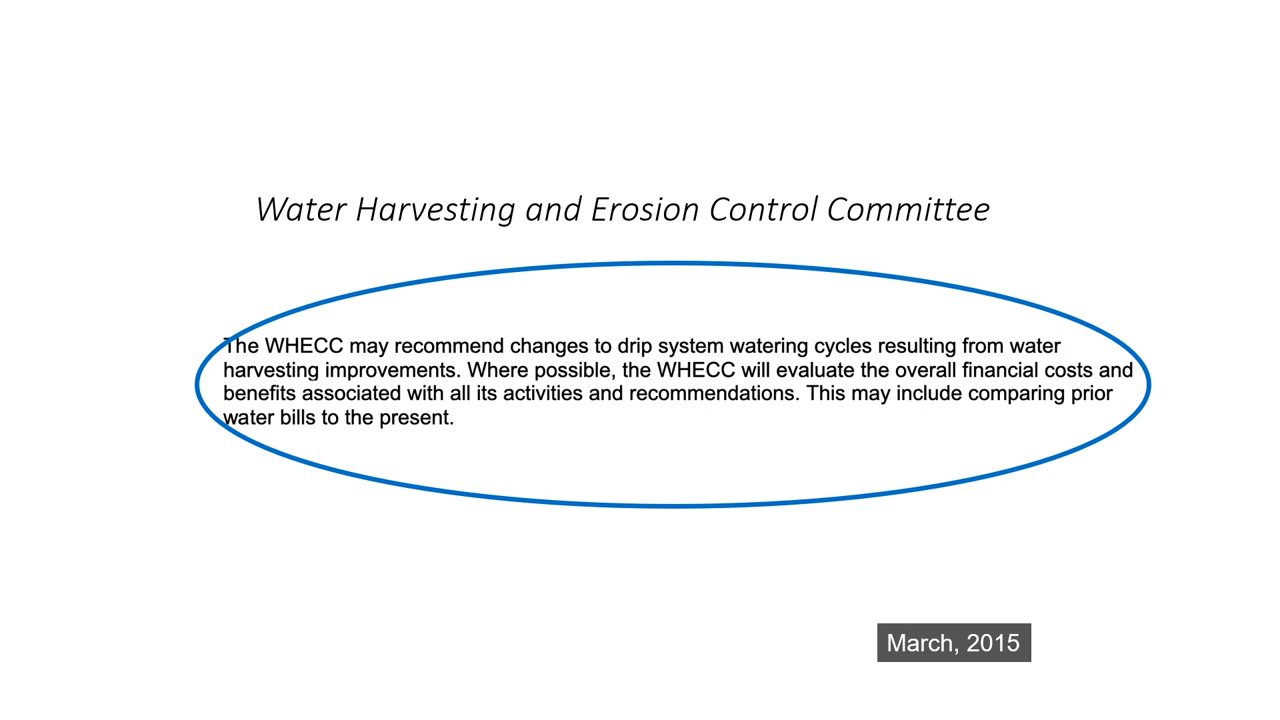 Water Harvesting and Erosion Control Committee
The WHECC may recommend changes to drip system watering cycles resulting from water
harvesting improvements. Where possible, the WHECC will evaluate the overall financial costs and
benefits associated with all its activities and recommendations. This may include comparing prior
water bills to the present.
March, 2015